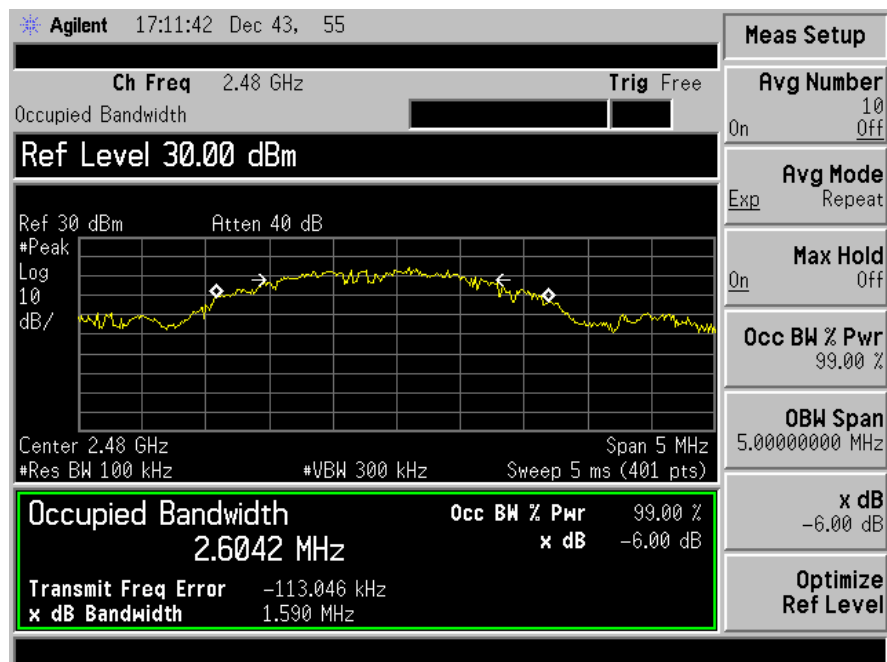 Agilent 17:11:42 Dec 43, 55
Ch Freq 2.48 GHz Trig Free
Occupied Bandwidth
Ref Level 30.00 dBm
Ref 30 dBm Atten 40 dB
#Peak
Log
10
dB/
Center 2.48 GHz Span 5 MHz
#Res BW 100 kHz #VBW 300 kHz Sweep 5 ms (401 pts)
Occupied Bandwidth Occ BW % Pwr 99.00 %
2.6042 MHz x dB -6.00 dB
Transmit Freq Error -113.046 kHz
x dB Bandwidth 1.590 MHz
Meas Setup
Avg Number
10
On Off
Avg Mode
Exp Repeat
Max Hold
On Off
Occ BW % Pwr
99.00 %
OBW Span
5.00000000 MHz
x dB
-6.00 dB
Optimize
Ref Level